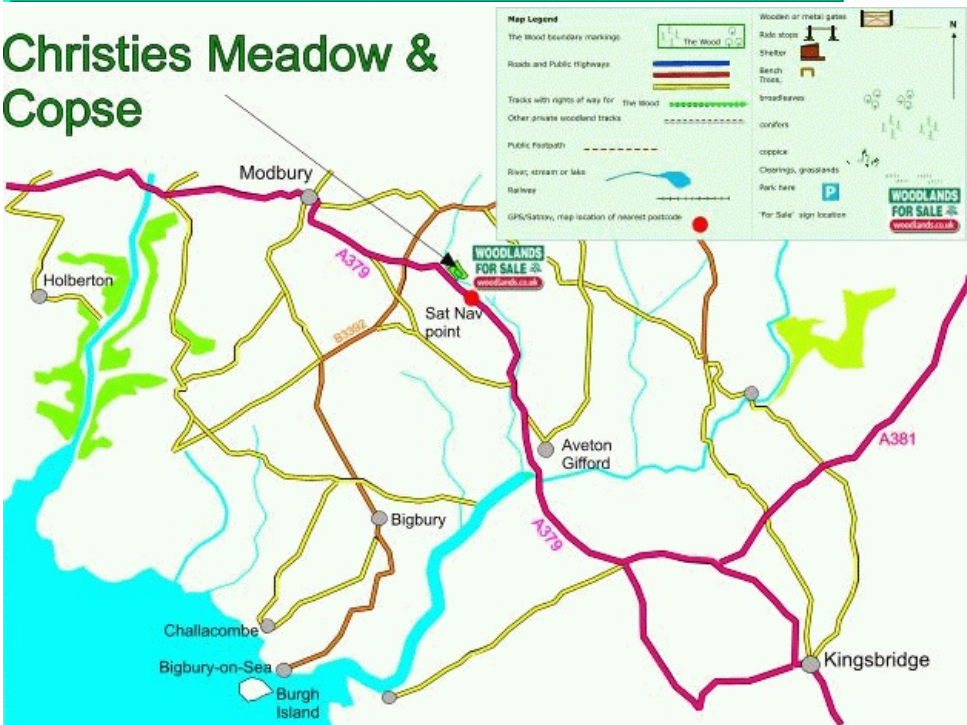 Christies Meadow &
Copse
Map Legend
The Wood boundary markings
The Wood
Roads and Public Highways
Tracks with rights of way for The Wood
Other private woodland tracks
Public Footpath
River, stream or lake
Railway
GPS/Satnav, map location of nearest postcode
Wooden or metal gates
Ride stops
Shelter
Bench
Trees,
broadleaves
conifors
coppice
Clearings, grasslands
Park here
P
'For Sale' sign location
N
WOODLANDS
FOR SALE
woodlands.co.uk
Modbury
A379
WOODLANDS
FOR SALE
woodlands.co.uk
Holberton
Sat Nav
point
B3392
Aveton
Gifford
A381
Bigbury
A379
Challacombe
Bigbury-on-Sea
Burgh
Island
Kingsbridge